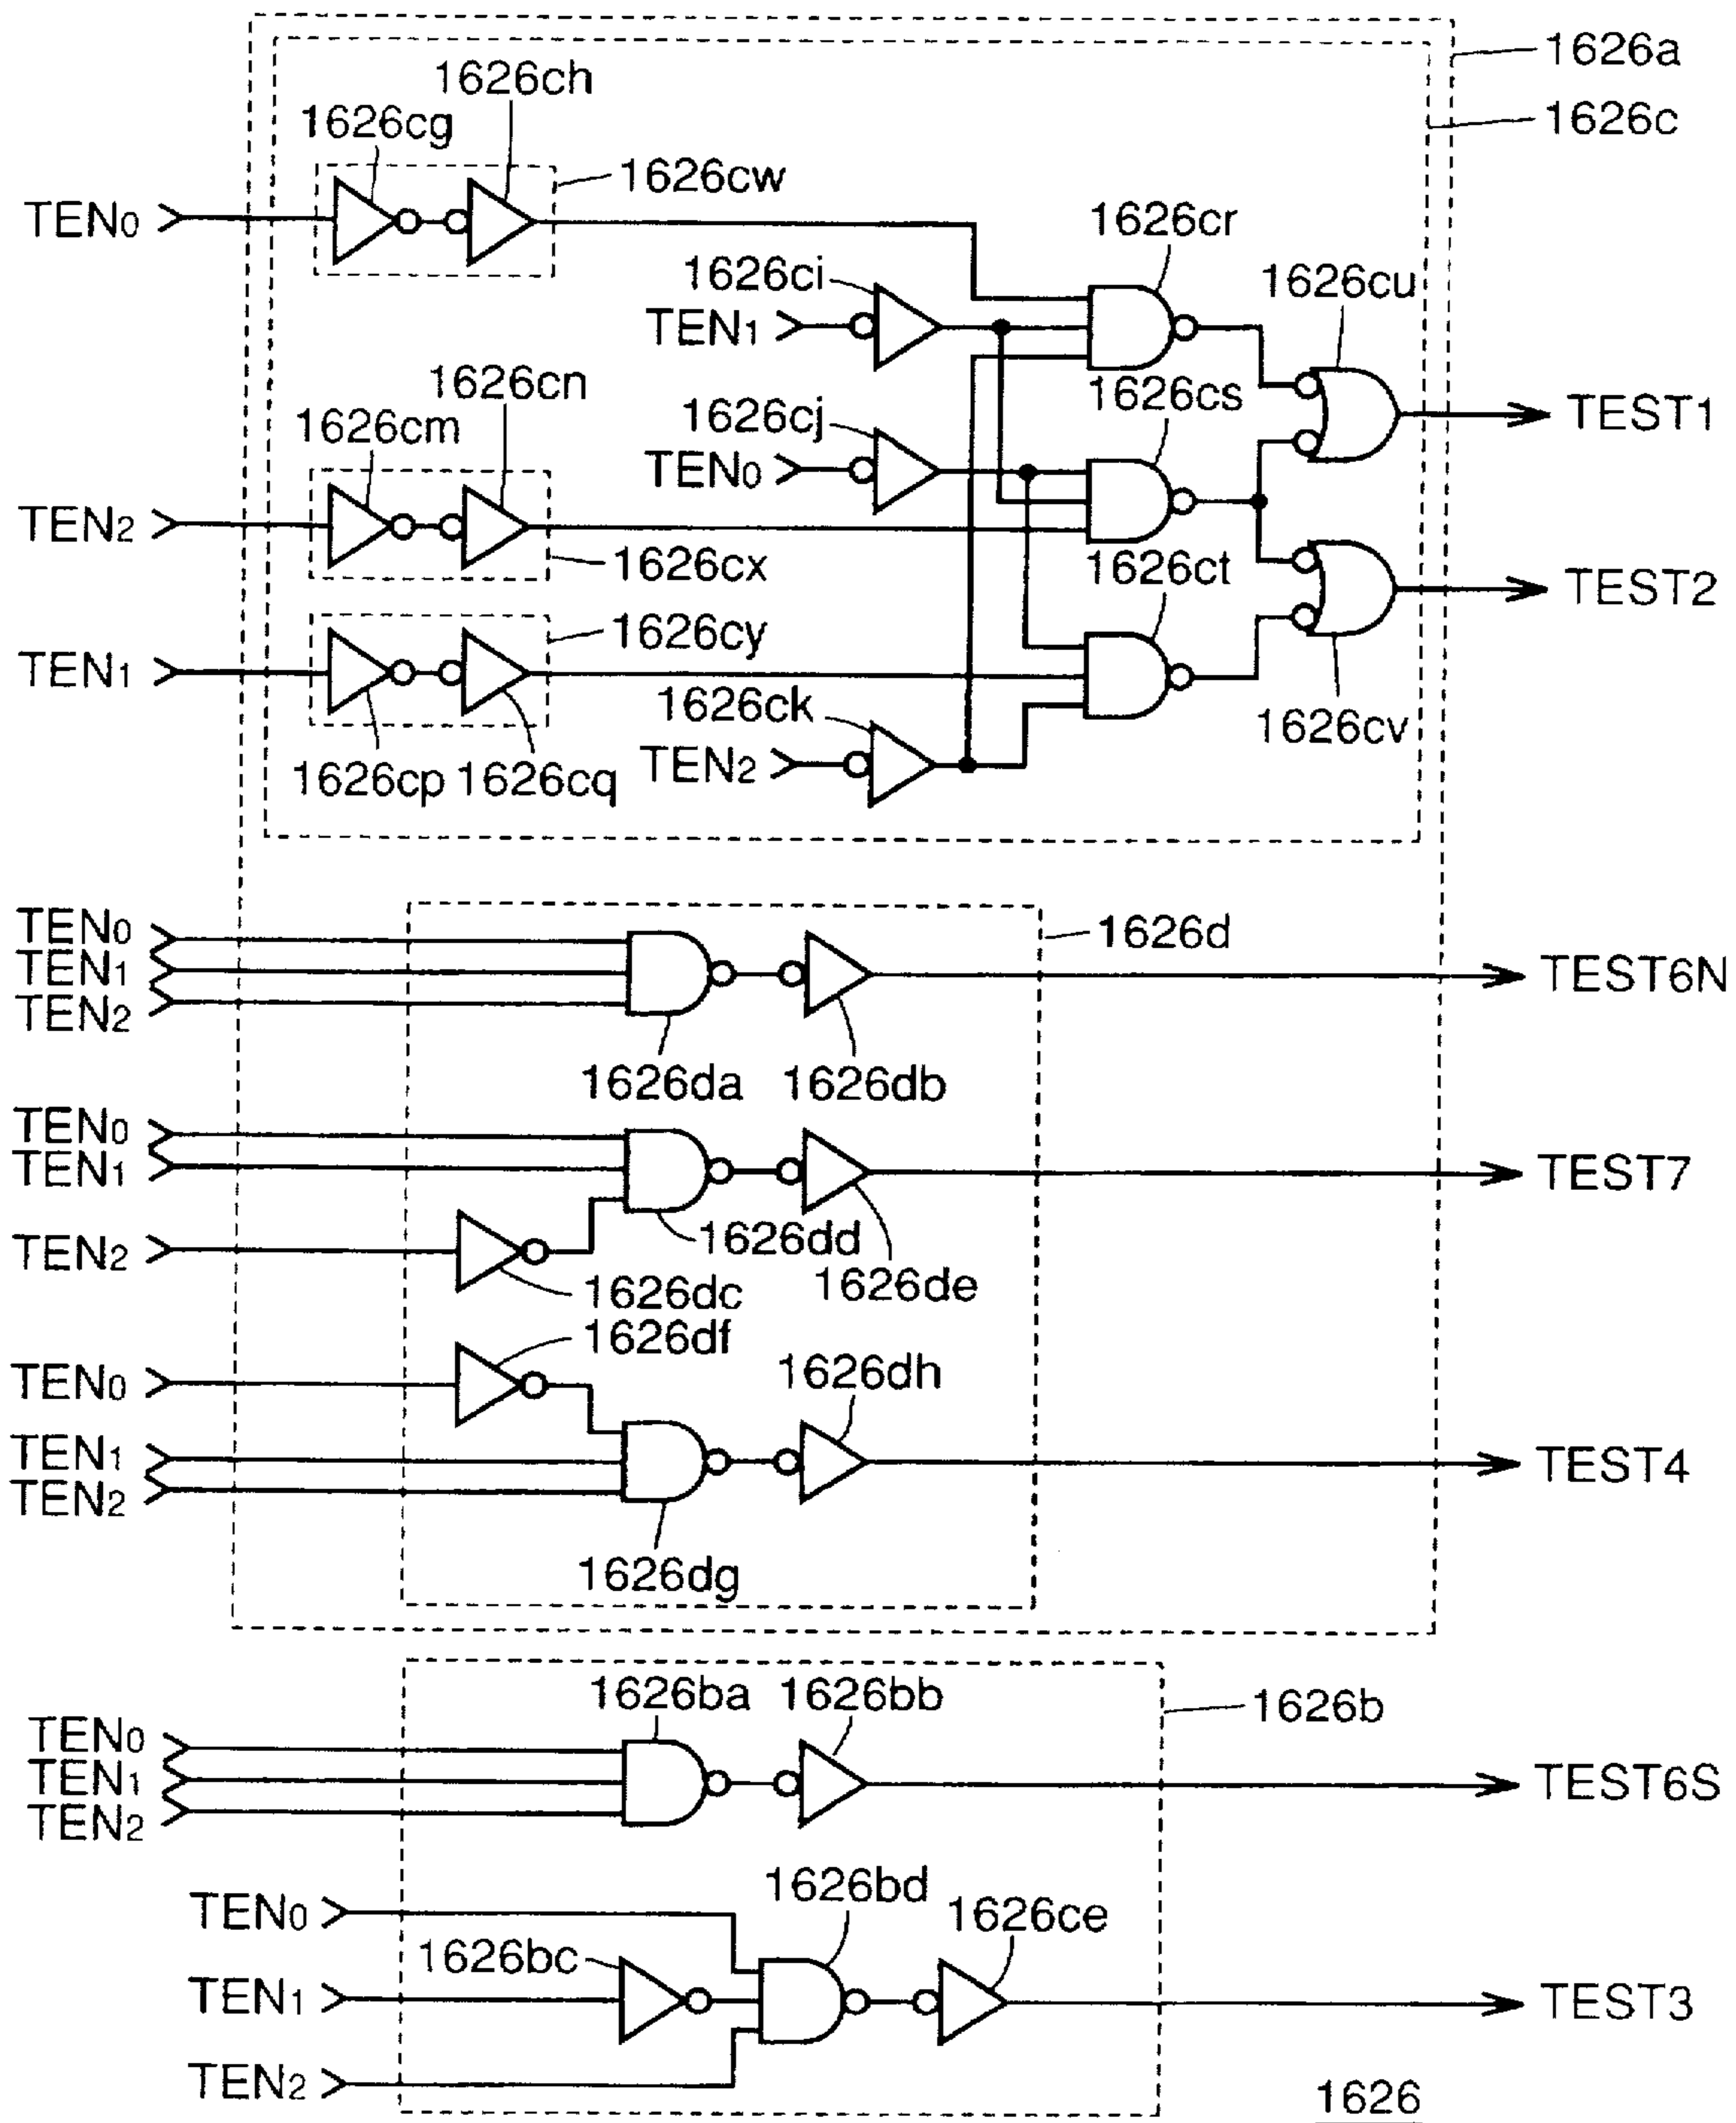 1626a
1626ch
1626c
1626cg
1626cw
TEN0
1626cr
1626ci
1626cu
TEN1
1626cn
1626cs
1626cj
TEST1
1626cm
TEN0
TEN2
1626cx
1626ct
TEST2
1626cy
TEN1
1626ck
1626cv
TEN2
1626cp 1626cq
TEN0
1626d
TEN1
TEST6N
TEN2
1626da 1626db
TEN0
TEN1
TEST7
TEN2
1626dd
1626de
1626dc
1626df
TEN0
1626dh
TEN1
TEST4
TEN2
1626dg
1626ba 1626bb
1626b
TEN0
TEN1
TEST6S
TEN2
1626bd
TEN0
1626ce
1626bc
TEN1
TEST3
TEN2
1626